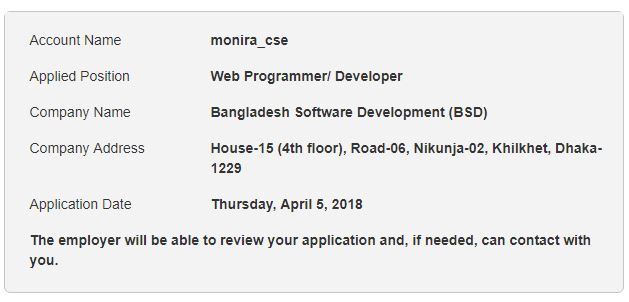 Account Name monira_cse
Applied Position Web Programmer/ Developer
Company Name Bangladesh Software Development (BSD)
Company Address House-15 (4th floor), Road-06, Nikunja-02, Khilkhet, Dhaka-
1229
Application Date Thursday, April 5, 2018
The employer will be able to review your application and, if needed, can contact with
you.